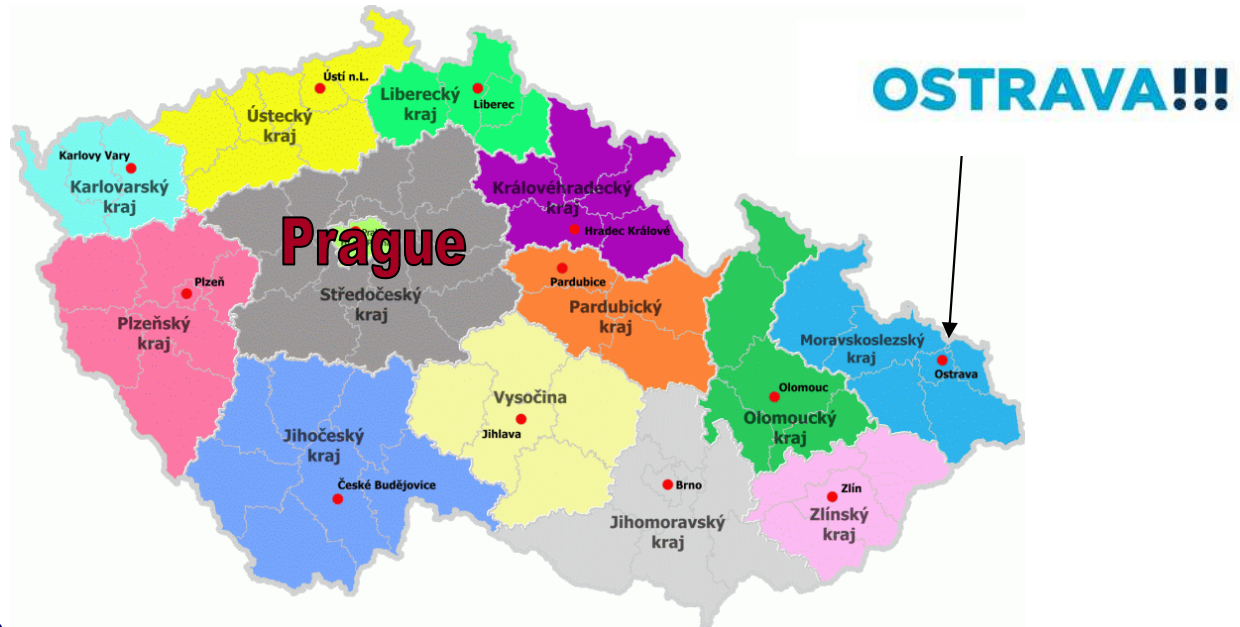 OSTRAVA!!!
Ústí n.L.
Liberecký
kraj
Liberec
Ústecký
kraj
Karlovy Vary
Karlovarský
kraj
Královéhradecký
kraj
Hradec Králové
Prague
Plzeň
Plzeňský
kraj
Středočeský
kraj
Pardubice
Pardubický
kraj
Moravskoslezský
kraj
Ostrava
Olomouc
Olomoucký
kraj
Vysočina
Jihlava
Jihočeský
kraj
České Budějovice
Brno
Jihomoravský
kraj
Zlín
Zlínský
kraj